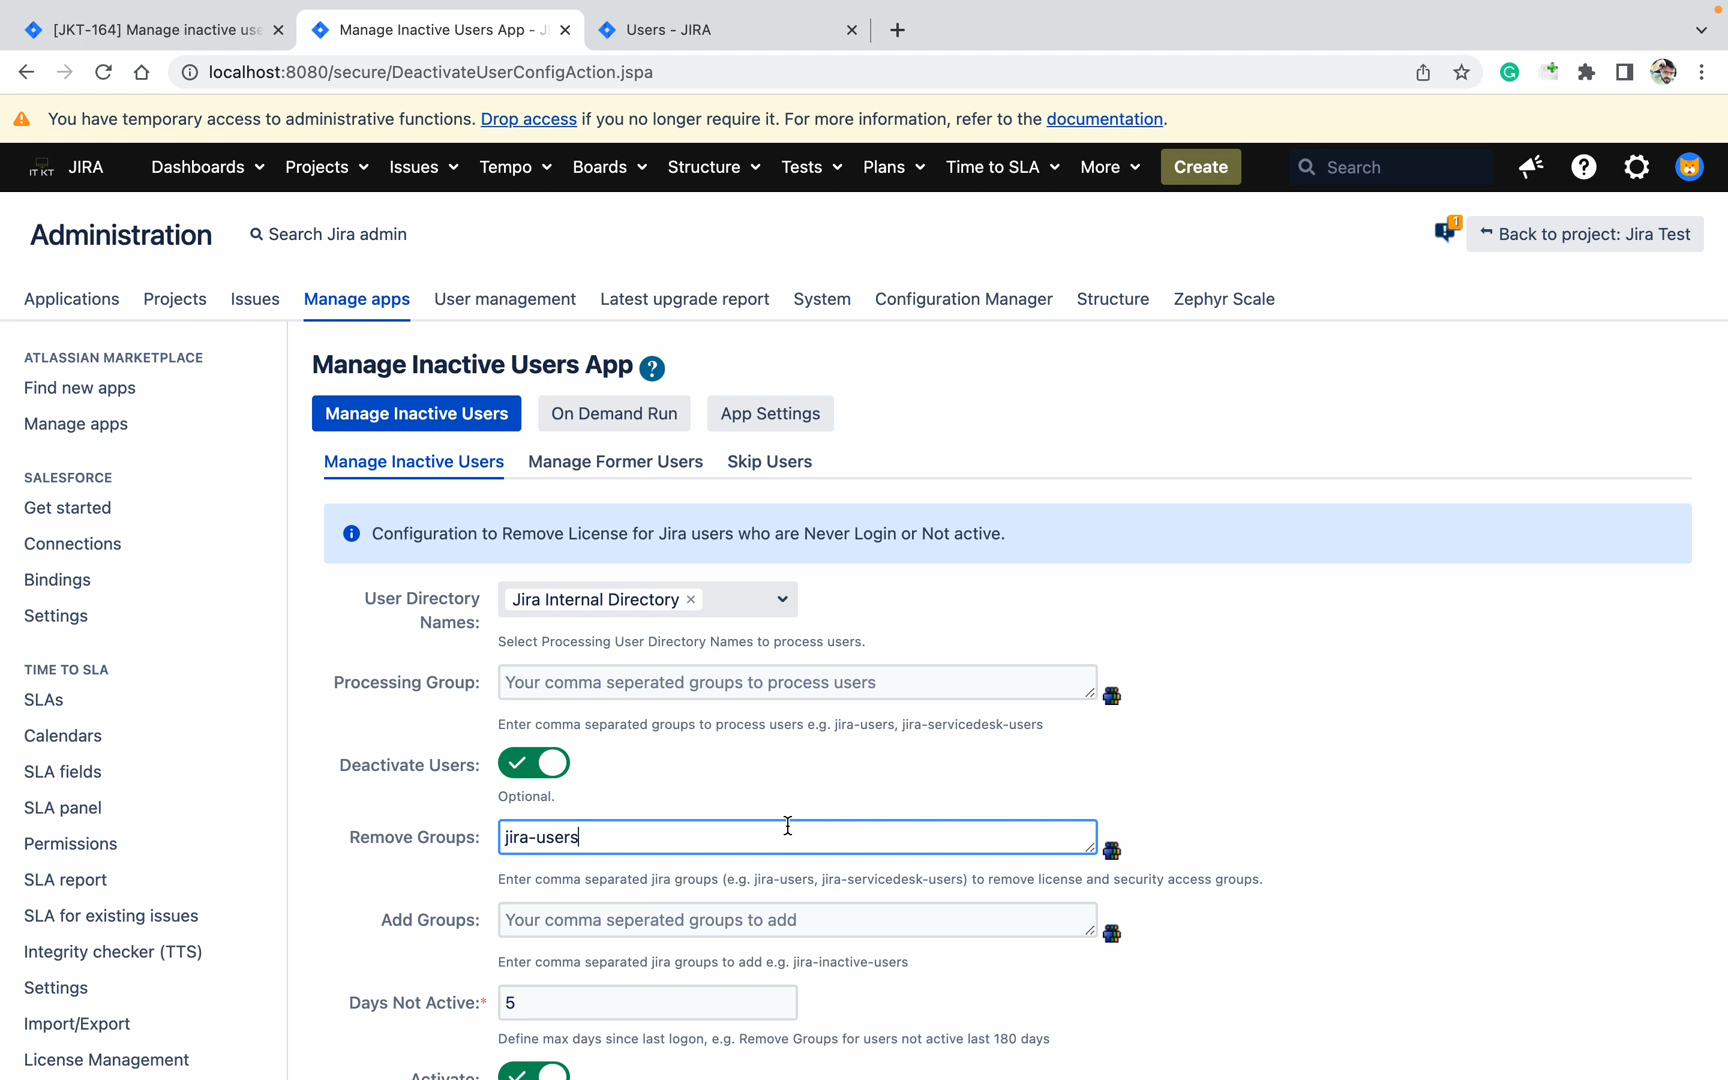 [JKT-164] Manage inactive use
Manage Inactive Users App - J
Users - JIRA
localhost:8080/secure/DeactivateUserConfigAction.jspa
You have temporary access to administrative functions. Drop access if you no longer require it. For more information, refer to the documentation.
IT KT
JIRA
Dashboards
Projects
Issues
Tempo
Boards
Structure
Tests
Plans
Time to SLA
More
Create
Search
Administration
Search Jira admin
1
Back to project: Jira Test
Applications
Projects
Issues
Manage apps
User management
Latest upgrade report
System
Configuration Manager
Structure
Zephyr Scale
ATLASSIAN MARKETPLACE
Find new apps
Manage apps
SALESFORCE
Get started
Connections
Bindings
Settings
TIME TO SLA
SLAs
Calendars
SLA fields
SLA panel
Permissions
SLA report
SLA for existing issues
Integrity checker (TTS)
Settings
Import/Export
License Management
Manage Inactive Users App
Manage Inactive Users
On Demand Run
App Settings
Manage Inactive Users
Manage Former Users
Skip Users
Configuration to Remove License for Jira users who are Never Login or Not active.
User Directory
Names:
Jira Internal Directory
Select Processing User Directory Names to process users.
Processing Group:
Your comma seperated groups to process users
Enter comma separated groups to process users e.g. jira-users, jira-servicedesk-users
Deactivate Users:
Optional.
Remove Groups:
jira-users
Enter comma separated jira groups (e.g. jira-users, jira-servicedesk-users) to remove license and security access groups.
Add Groups:
Your comma seperated groups to add
Enter comma separated jira groups to add e.g. jira-inactive-users
Days Not Active:*
5
Define max days since last logon, e.g. Remove Groups for users not active last 180 days
Activate: